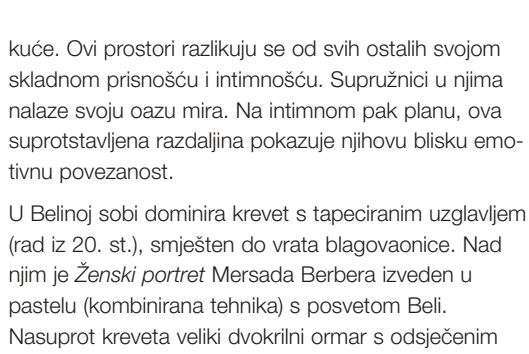 kuće. Ovi prostori razlikuju se od svih ostalih svojom
skladnom prisnošću i intimnošću. Supružnici u njima
nalaze svoju oazu mira. Na intimnom pak planu, ova
suprotstavljena razdaljina pokazuje njihovu blisku emo-
tivnu povezanost.
U Belinoj sobi dominira krevet s tapeciranim uzglavljem
(rad iz 20. st.), smješten do vrata blagovaonice. Nad
njim je Ženski portret Mersada Berbera izveden u
pastelu (kombinirana tehnika) s posvetom Beli.
Nasuprot kreveta veliki dvokrilni ormar s odsječenim